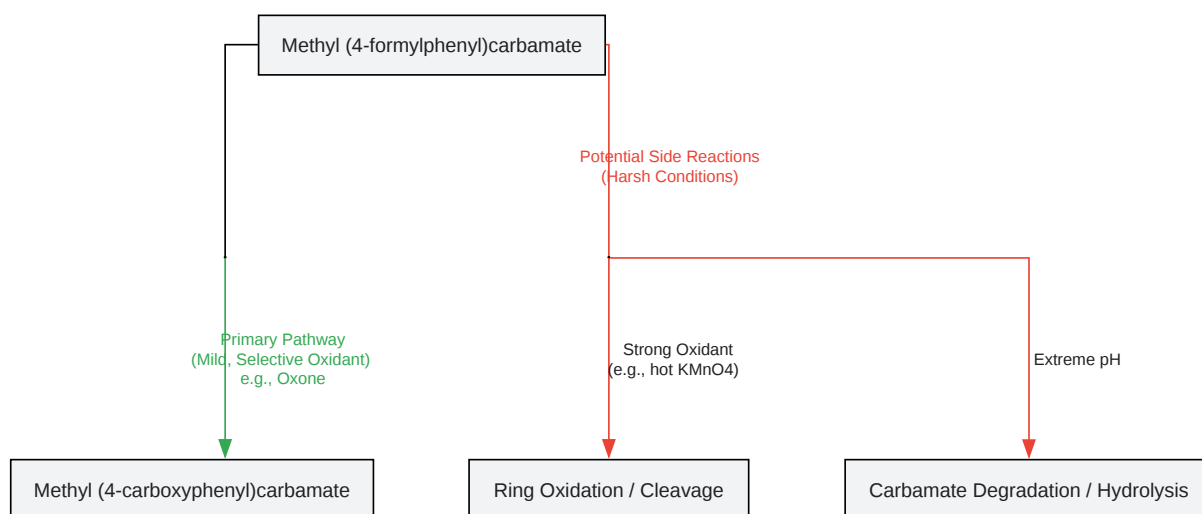 Methyl (4-formylphenyl)carbamate
Potential Side Reactions
(Harsh Conditions)
Primary Pathway
(Mild, Selective Oxidant)
e.g., Oxone
Strong Oxidant
(e.g., hot KMnO4)
Extreme pH
Methyl (4-carboxyphenyl)carbamate
Ring Oxidation / Cleavage
Carbamate Degradation / Hydrolysis